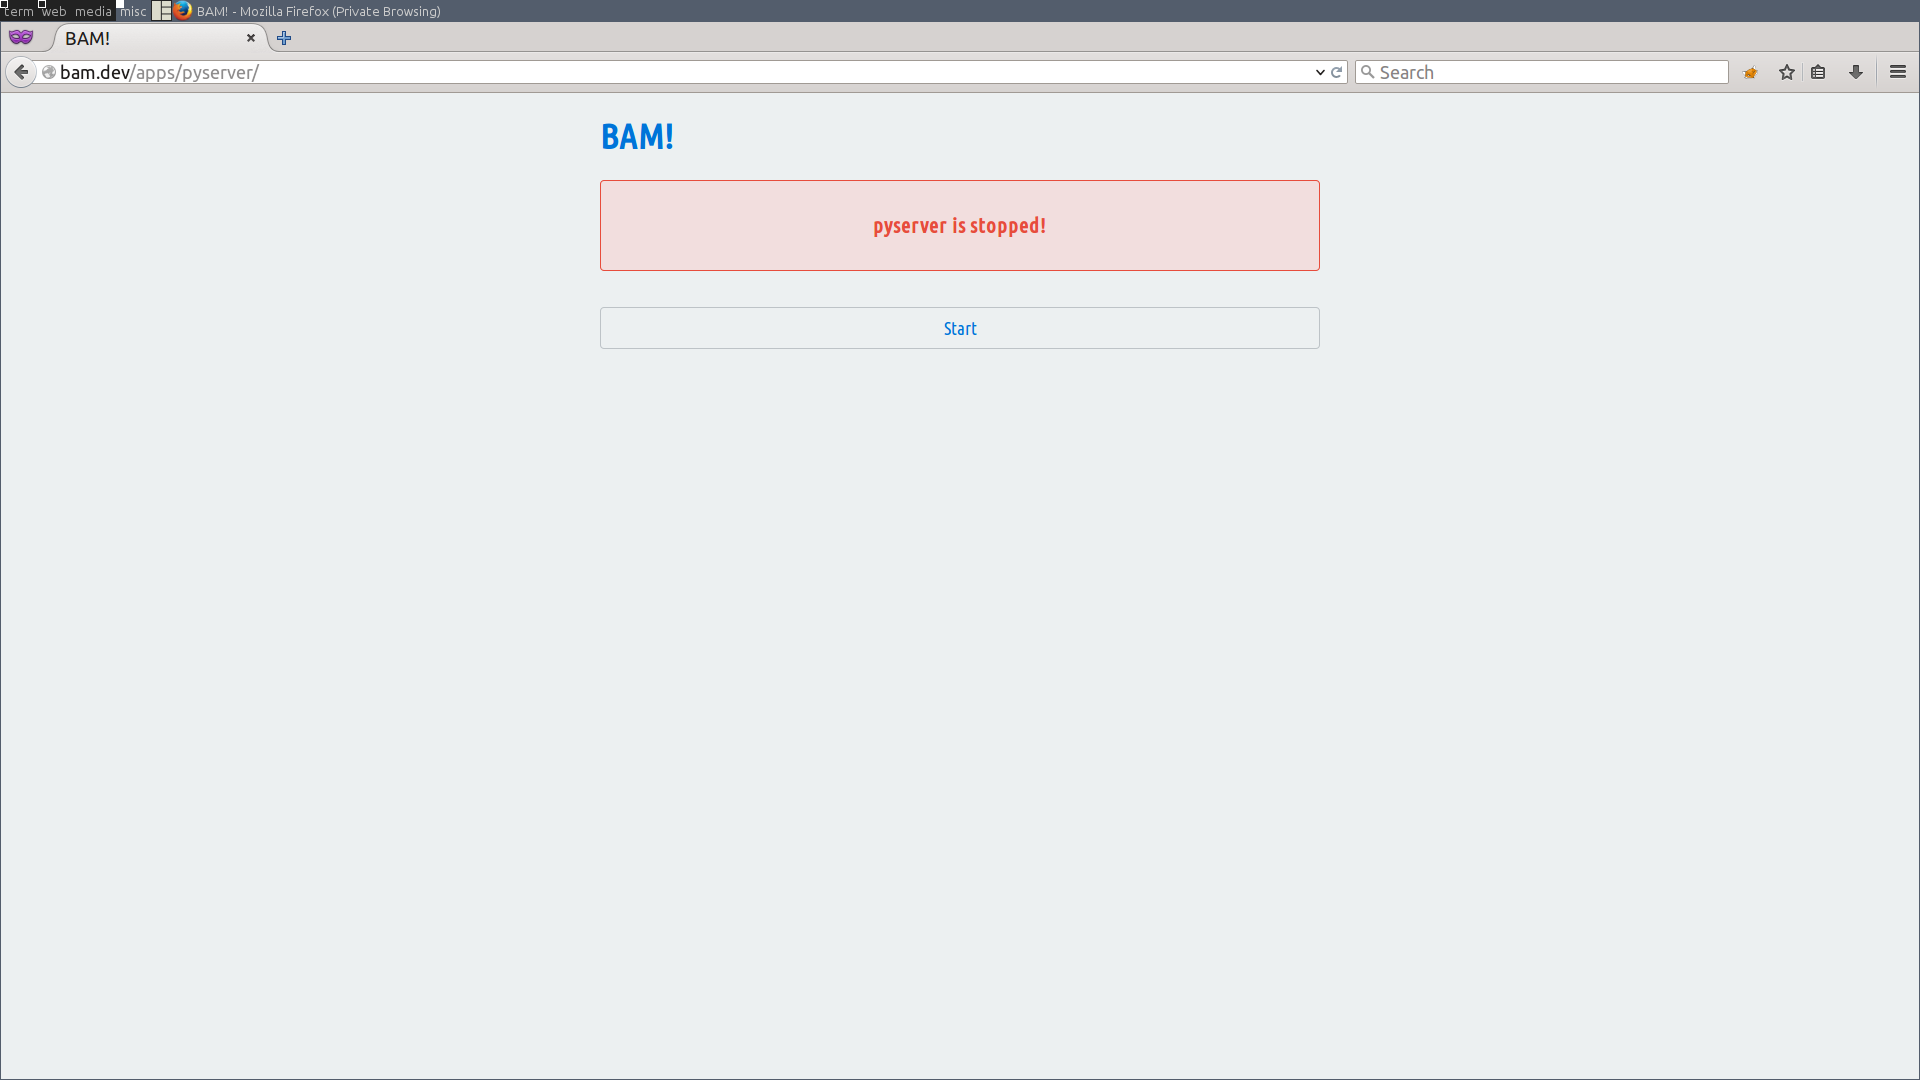 term web media misc BAM! - Mozilla Firefox (Private Browsing)
BAM!
bam.dev/apps/pyserver/ Search
BAM!
pyserver is stopped!
Start